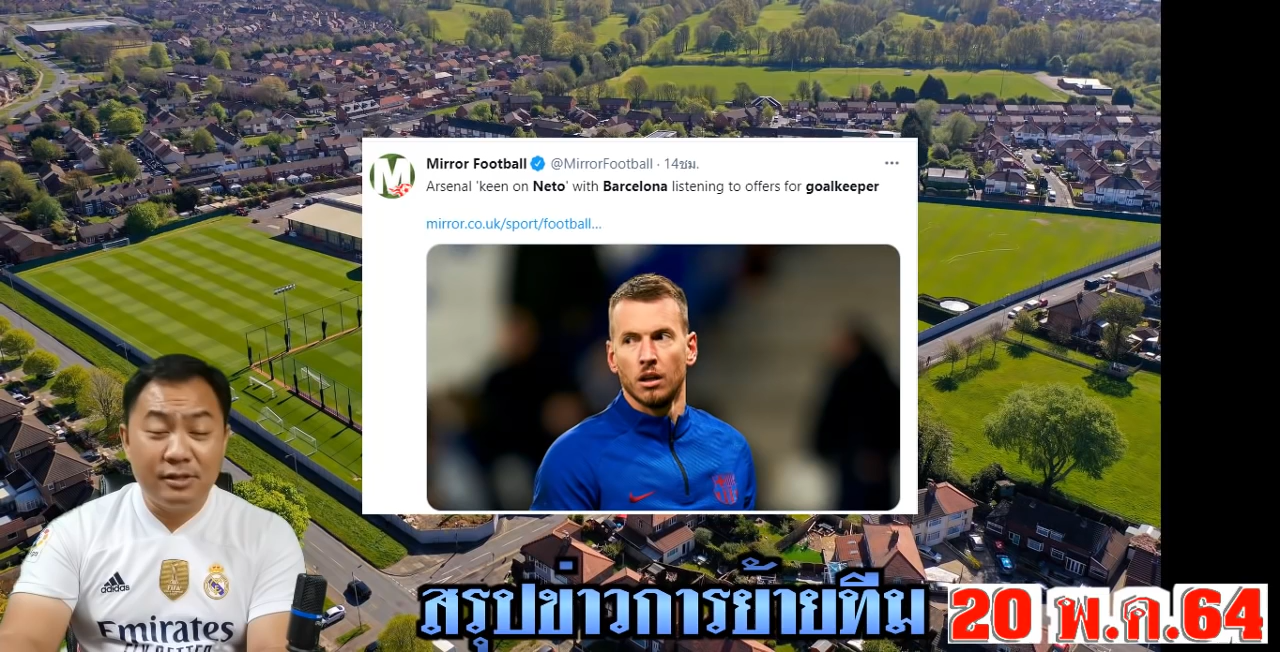 Mirror Football @MirrorFootball · 14ชม.
Arsenal 'keen on Neto' with Barcelona listening to offers for goalkeeper
mirror.co.uk/sport/football...
M
adidas
Emirates
FLY BETTER
สรุปข่าวการย้ายทีม 20 พ.ค.64